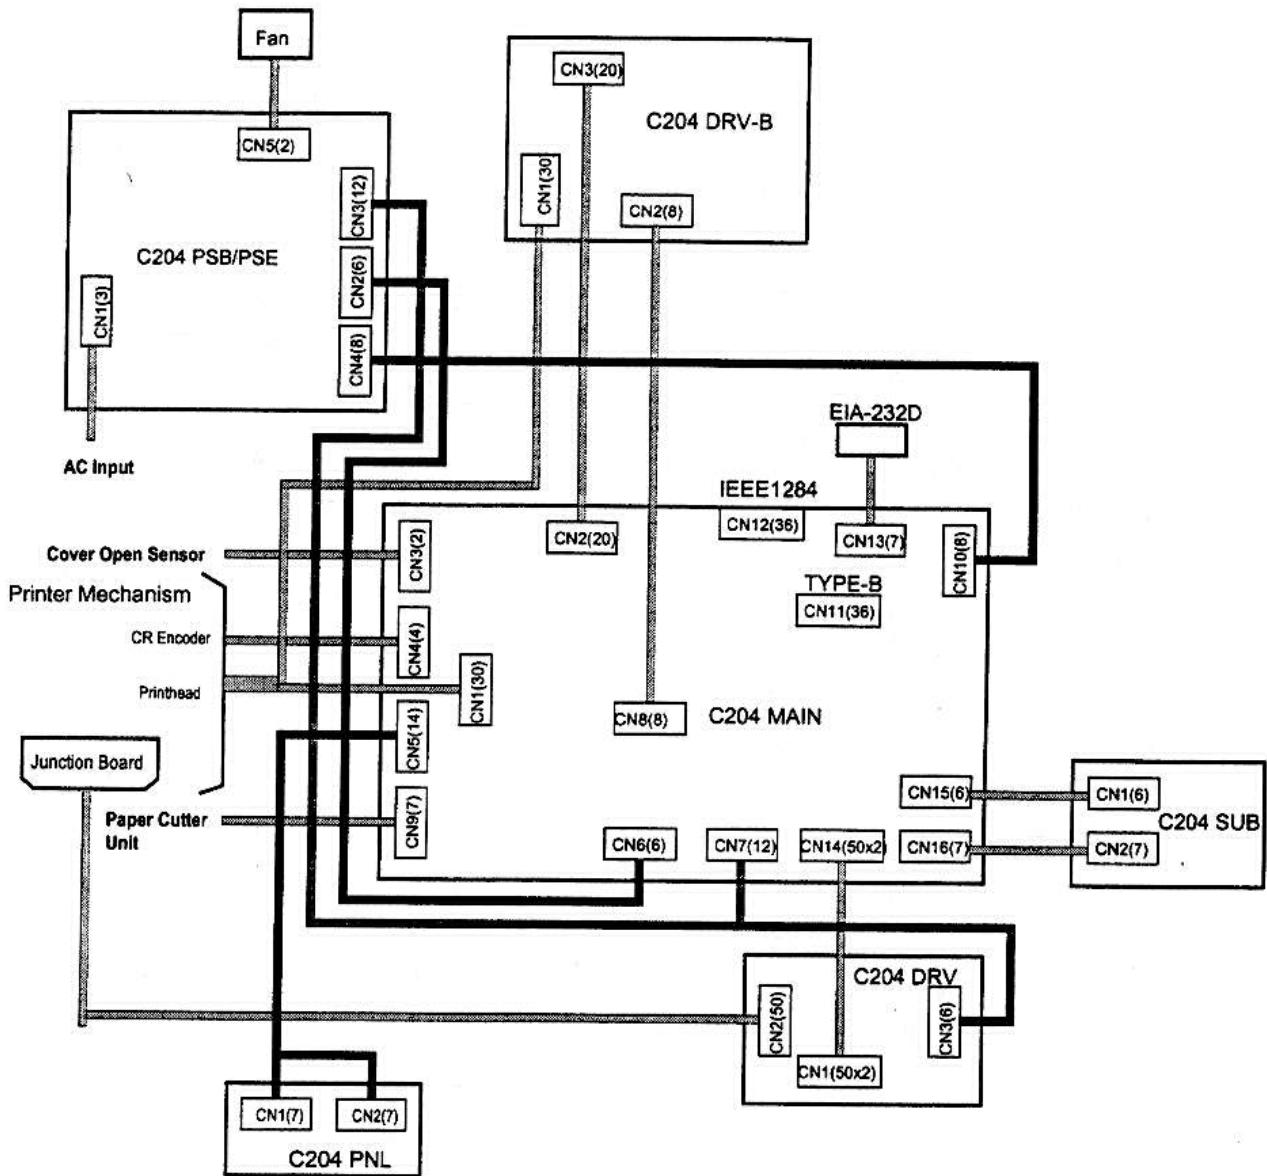 Fan
CN5(2)
CN3(12)
CN2(6)
CN4(8)
CN1(3)
C204 PSB/PSE
AC Input
CN3(20)
C204 DRV-B
CN1(30
CN2(8)
EIA-232D
IEEE1284
CN12(36)
CN13(7)
CN10(8)
TYPE-B
CN11(36)
CN2(20)
Cover Open Sensor
CN3(2)
Printer Mechanism
CR Encoder
CN4(4)
Printhead
CN1(30)
CN5(14)
CN8(8)
C204 MAIN
Junction Board
Paper Cutter
Unit
CN9(7)
CN6(6)
CN7(12)
CN14(50x2)
CN15(6)
CN16(7)
CN1(6)
C204 SUB
CN2(7)
C204 DRV
CN2(50)
CN3(6)
CN1(50x2)
CN1(7)
CN2(7)
C204 PNL